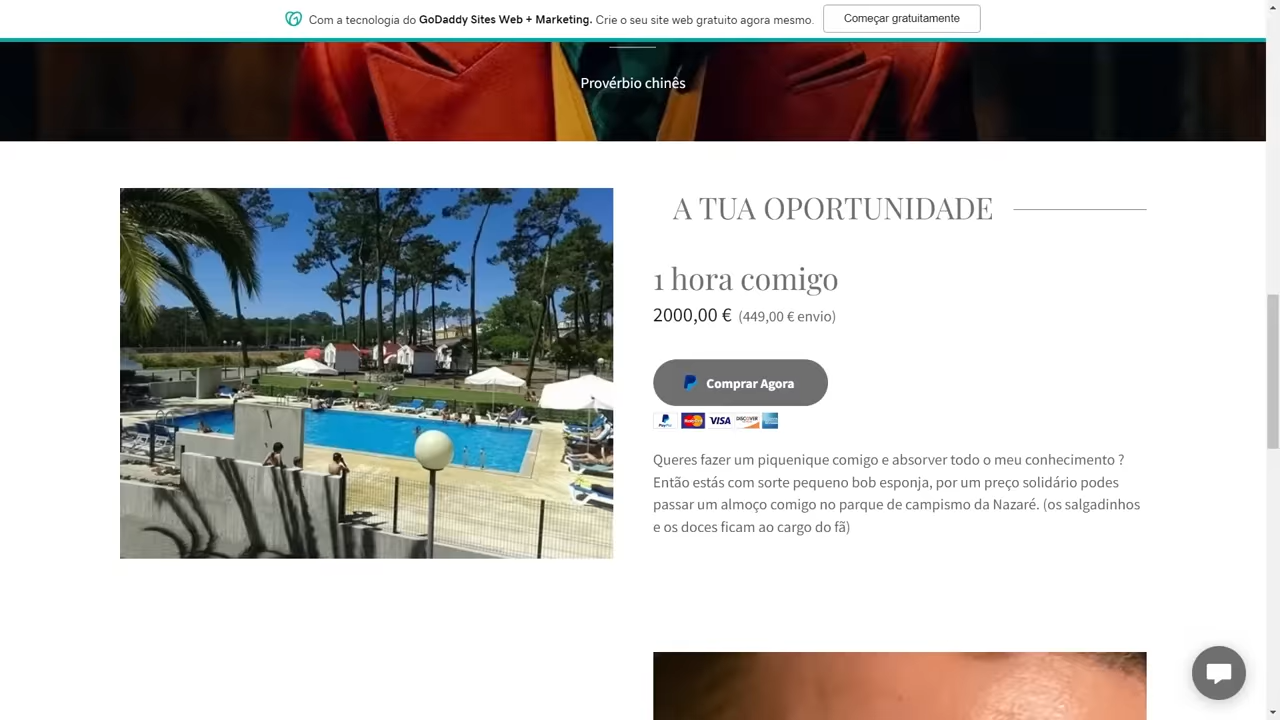 Com a tecnologia do GoDaddy Sites Web + Marketing. Crie o seu site web gratuito agora mesmo. Começar gratuitamente
Provérbio chinês
A TUA OPORTUNIDADE
1 hora comigo
2000,00 € (449,00 € envio)
Comprar Agora
PayPal VISA DISCOVER
Queres fazer um piquenique comigo e absorver todo o meu conhecimento ?
Então estás com sorte pequeno bob esponja, por um preço solidário podes
passar um almoço comigo no parque de campismo da Nazaré. (os salgadinhos
e os doces ficam ao cargo do fã)